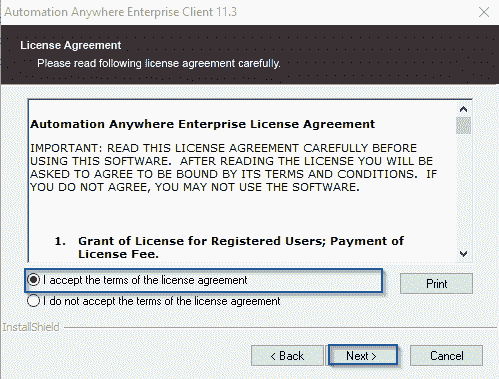 Automation Anywhere Enterprise Client 11.3
License Agreement
Please read following license agreement carefully.
Automation Anywhere Enterprise License Agreement
IMPORTANT: READ THIS LICENSE AGREEMENT CAREFULLY BEFORE
USING THIS SOFTWARE. AFTER READING THE LICENSE YOU WILL BE
ASKED TO AGREE TO BE BOUND BY ITS TERMS AND CONDITIONS. IF
YOU DO NOT AGREE, YOU MAY NOT USE THE SOFTWARE.
1. Grant of License for Registered Users; Payment of
License Fee.
I accept the terms of the license agreement
Print
I do not accept the terms of the license agreement
InstallShield
< Back
Next >
Cancel